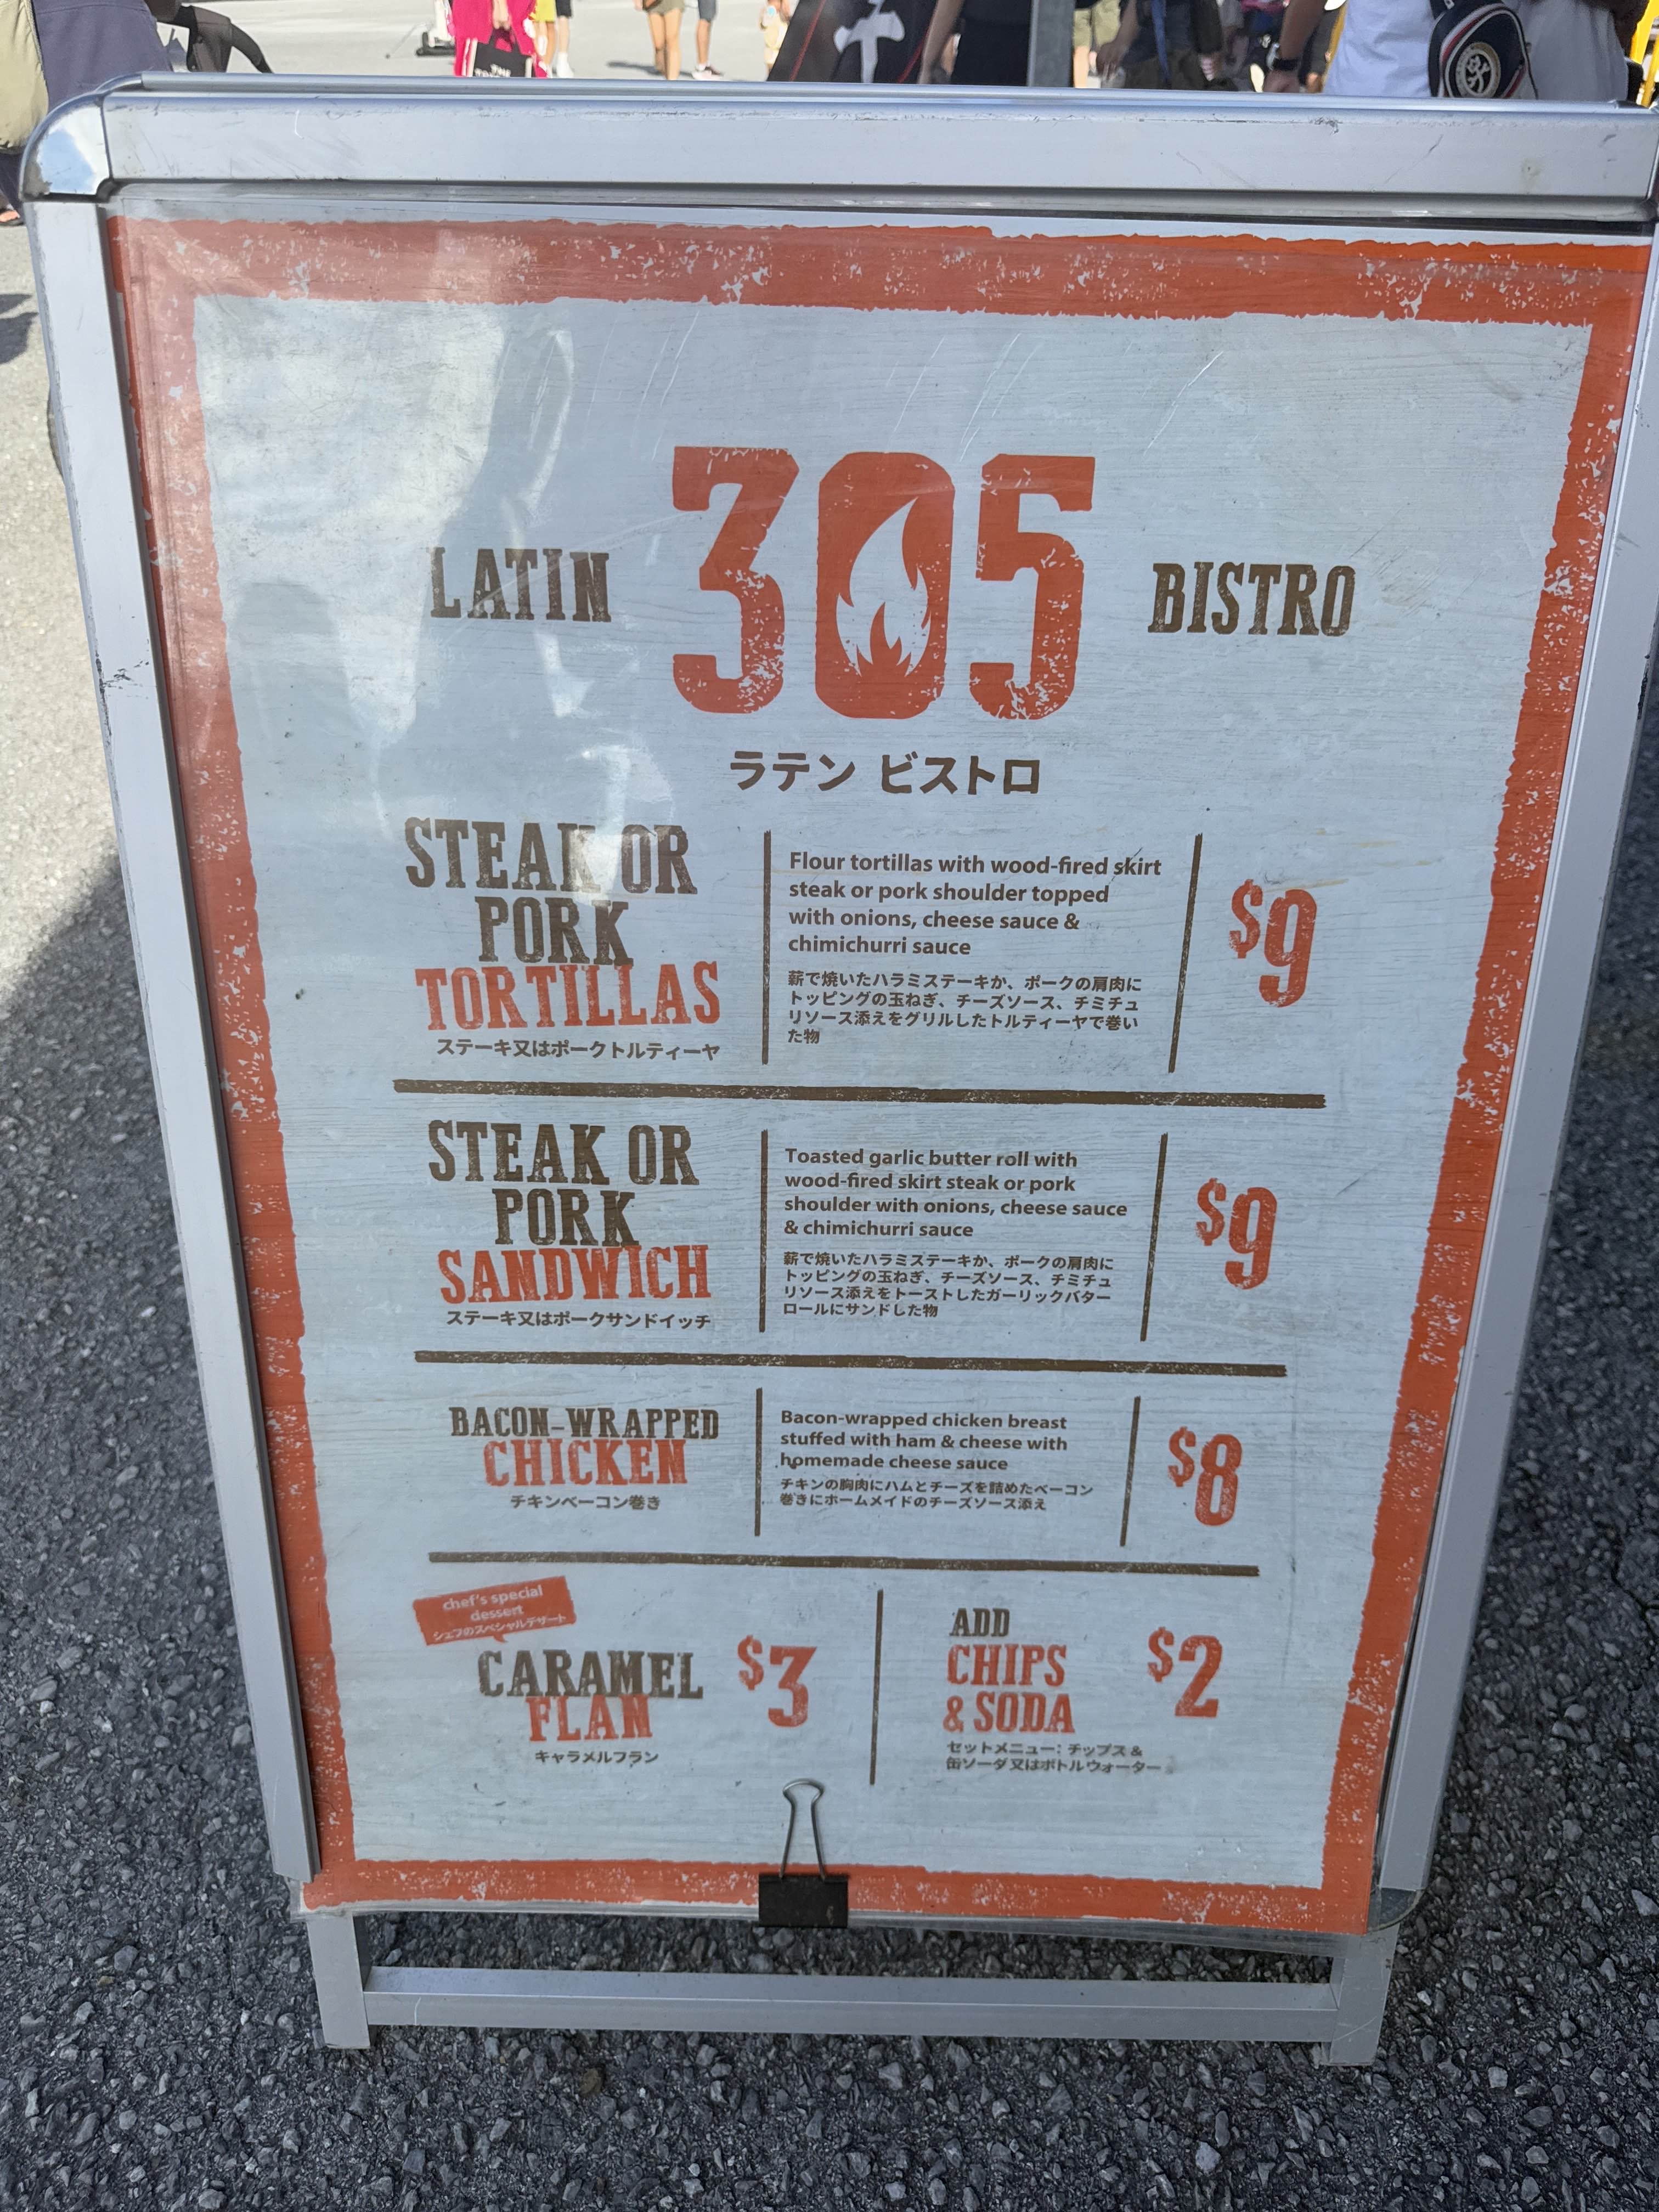 LATIN 305 BISTRO
ラテン ビストロ
STEAK OR
PORK
TORTILLAS
ステーキ又はポークトルティーヤ
Flour tortillas with wood-fired skirt
steak or pork shoulder topped
with onions, cheese sauce &
chimichurri sauce
薪で焼いたハラミステーキか、ポークの肩肉に
トッピングの玉ねぎ、チーズソース、チミチュ
リソース添えをグリルしたトルティーヤで巻い
た物
$9
STEAK OR
PORK
SANDWICH
ステーキ又はポークサンドイッチ
Toasted garlic butter roll with
wood-fired skirt steak or pork
shoulder with onions, cheese sauce
& chimichurri sauce
薪で焼いたハラミステーキか、ポークの肩肉に
トッピングの玉ねぎ、チーズソース、チミチュ
リソース添えをトーストしたガーリックバター
ロールにサンドした物
$9
BACON-WRAPPED
CHICKEN
チキンベーコン巻き
Bacon-wrapped chicken breast
stuffed with ham & cheese with
homemade cheese sauce
チキンの胸肉にハムとチーズを詰めたベーコン
巻きにホームメイドのチーズソース添え
$8
chef's special
dessert
シェフのスペシャルデザート
CARAMEL
FLAN
キャラメルフラン
$3
ADD
CHIPS
& SODA
セットメニュー：チップス &
缶ソーダ又はボトルウォーター。
$2